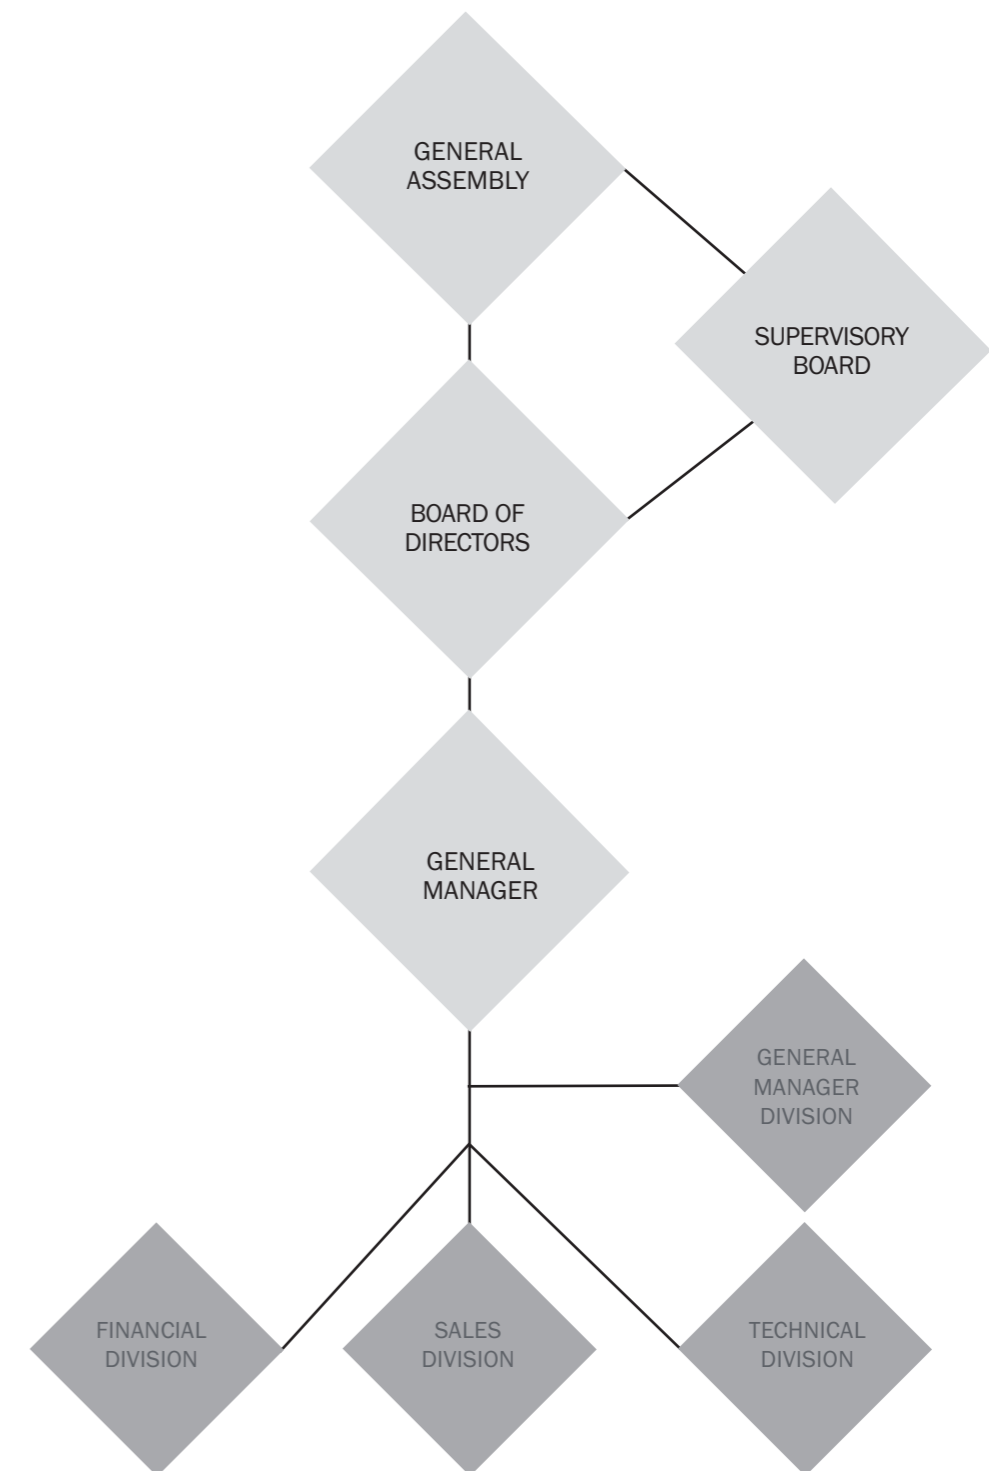 GENERAL
ASSEMBLY
SUPERVISORY
BOARD
BOARD OF
DIRECTORS
GENERAL
MANAGER
GENERAL
MANAGER
DIVISION
FINANCIAL
DIVISION
SALES
DIVISION
TECHNICAL
DIVISION